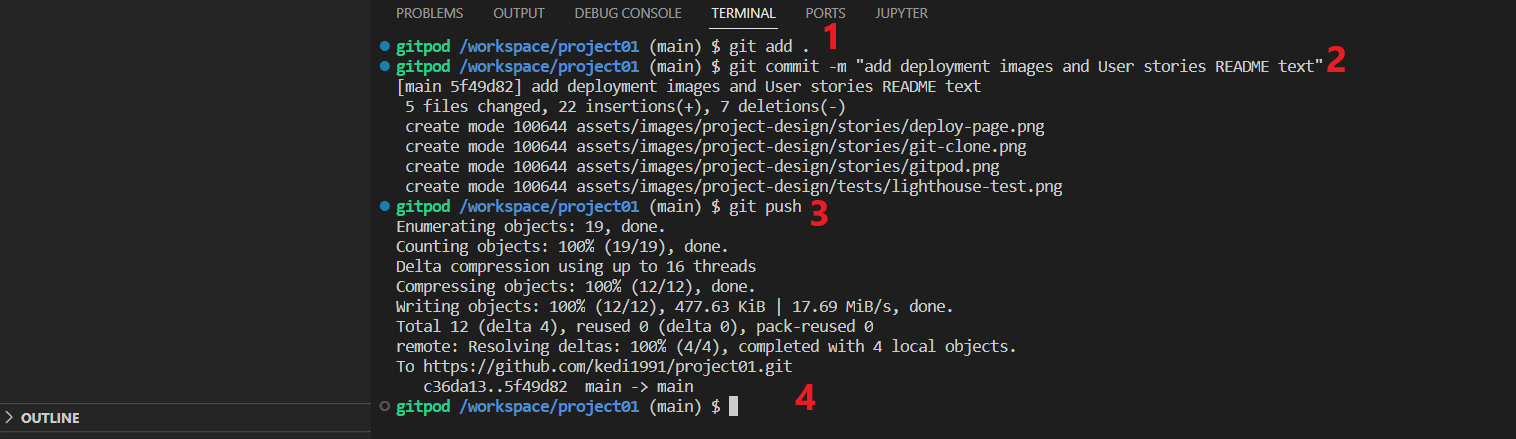 PROBLEMS OUTPUT DEBUG CONSOLE TERMINAL PORTS JUPYTER
gitpod /workspace/project01 (main) $ git add . 1
gitpod /workspace/project01 (main) $ git commit -m "add deployment images and User stories README text" 2
[main 5f49d82] add deployment images and User stories README text
5 files changed, 22 insertions(+), 7 deletions(-)
create mode 100644 assets/images/project-design/stories/deploy-page.png
create mode 100644 assets/images/project-design/stories/git-clone.png
create mode 100644 assets/images/project-design/stories/gitpod.png
create mode 100644 assets/images/project-design/tests/lighthouse-test.png
gitpod /workspace/project01 (main) $ git push 3
Enumerating objects: 19, done.
Counting objects: 100% (19/19), done.
Delta compression using up to 16 threads
Compressing objects: 100% (12/12), done.
Writing objects: 100% (12/12), 477.63 KiB | 17.69 MiB/s, done.
Total 12 (delta 4), reused 0 (delta 0), pack-reused 0
remote: Resolving deltas: 100% (4/4), completed with 4 local objects.
To https://github.com/kedi1991/project01.git
c36da13..5f49d82 main -> main
4
gitpod /workspace/project01 (main) $
OUTLINE